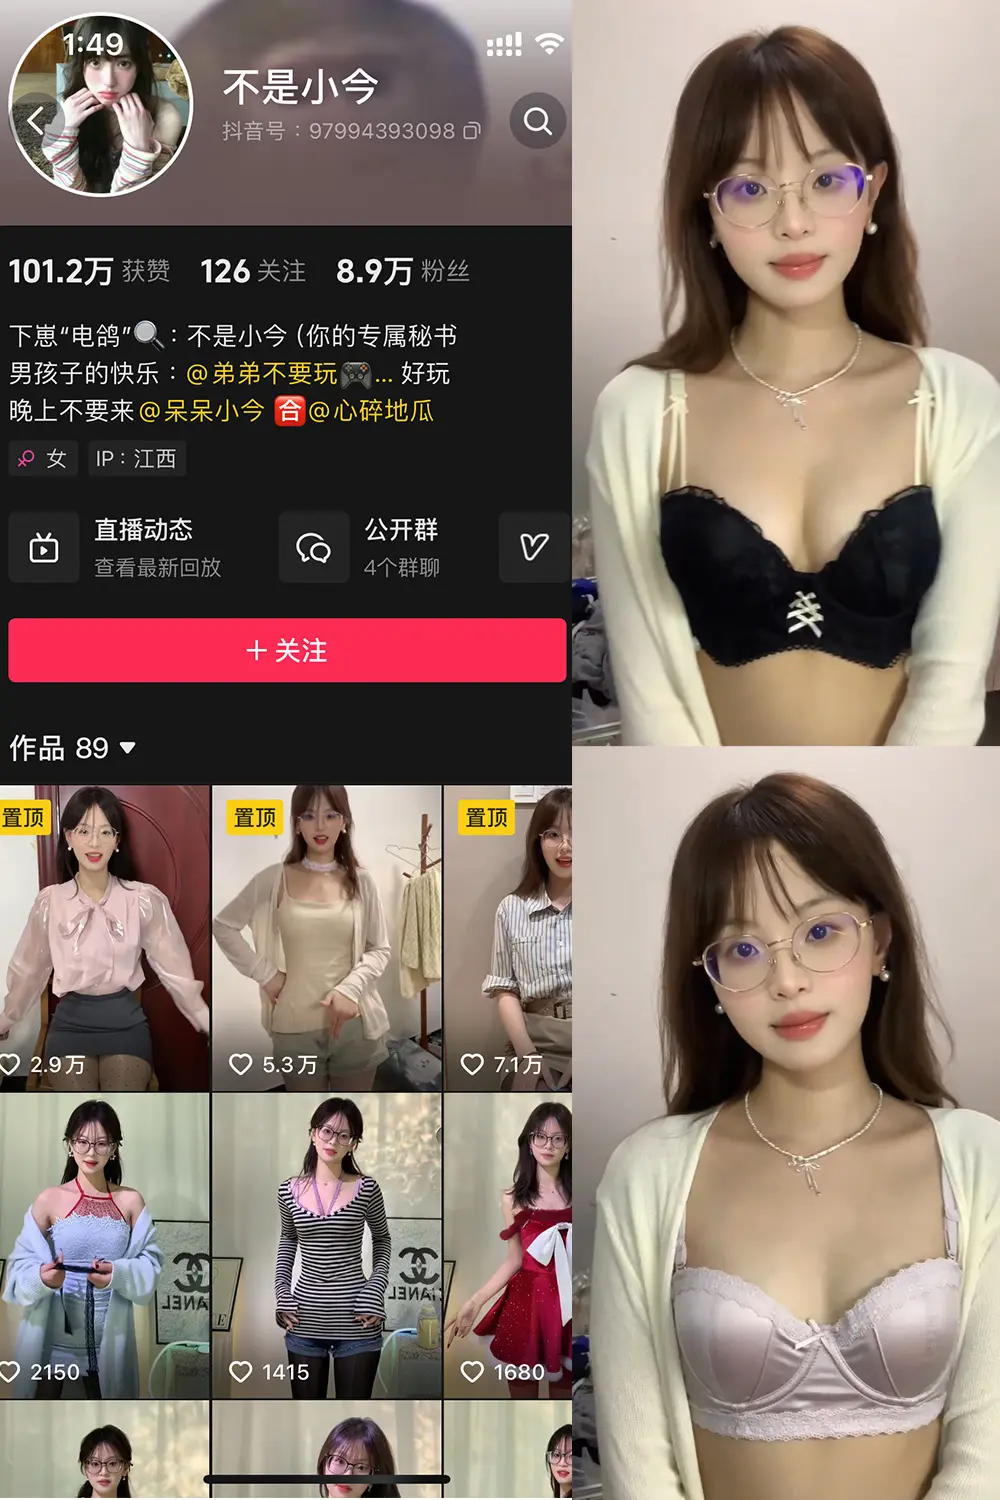 1:49
不是小今
抖音号：97994393098
101.2万 获赞 126 关注 8.9万 粉丝
下崽“电鸽”🔍：不是小今 (你的专属秘书
男孩子的快乐：@弟弟不要玩🎮... 好玩
晚上不要来@呆呆小今 🈴@心碎地瓜
女 IP：江西
直播动态
查看最新回放
公开群
4个群聊
+ 关注
作品 89
置顶
置顶
置顶
2.9万
5.3万
7.1万
CHANEL
CHANEL
2150
1415
1680